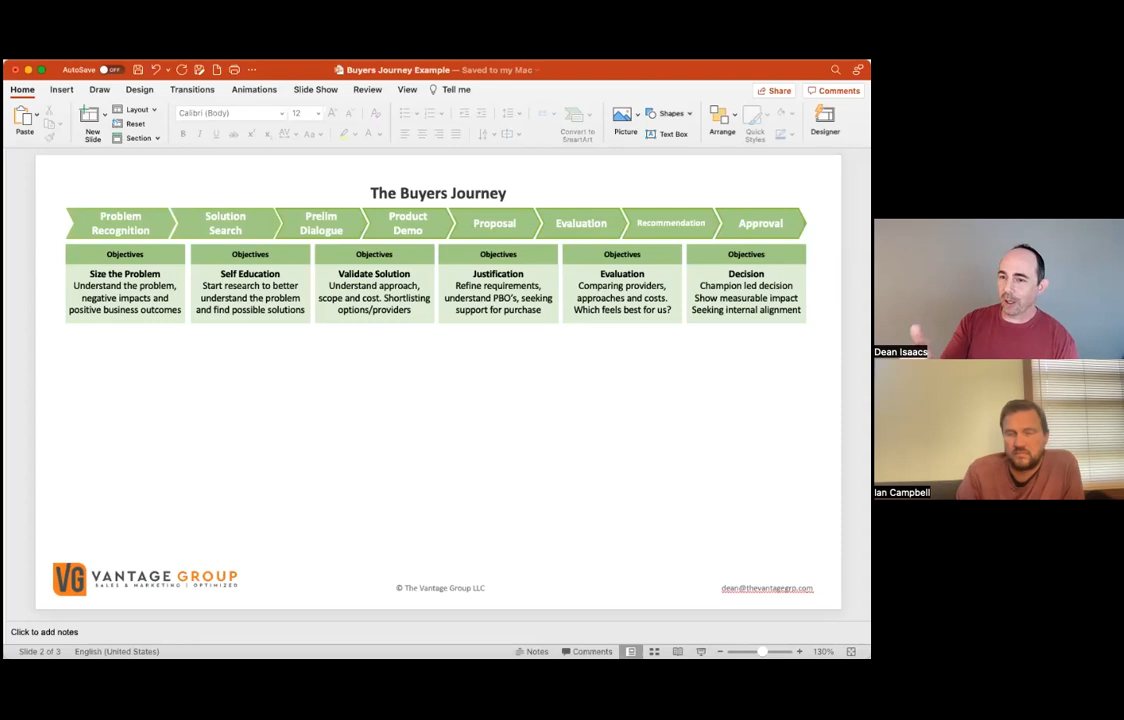 AutoSave OFF
Buyers Journey Example — Saved to my Mac
Home Insert Draw Design Transitions Animations Slide Show Review View Tell me
Share Comments
Paste
New Slide
Layout
Reset
Section
Calibri (Body) 12
Convert to SmartArt
Picture
Shapes
Text Box
Arrange
Quick Styles
Designer
The Buyers Journey
Problem Recognition
Solution Search
Prelim Dialogue
Product Demo
Proposal
Evaluation
Recommendation
Approval
Objectives
Size the Problem
Understand the problem,
negative impacts and
positive business outcomes
Objectives
Self Education
Start research to better
understand the problem
and find possible solutions
Objectives
Validate Solution
Understand approach,
scope and cost. Shortlisting
options/providers
Objectives
Justification
Refine requirements,
understand PBO's, seeking
support for purchase
Objectives
Evaluation
Comparing providers,
approaches and costs.
Which feels best for us?
Objectives
Decision
Champion led decision
Show measurable impact
Seeking internal alignment
Dean Isaacs
Ian Campbell
VG VANTAGE GROUP
SALES & MARKETING | OPTIMIZED
© The Vantage Group LLC
dean@thevantagegrp.com
Click to add notes
Slide 2 of 3 English (United States)
Notes Comments 130%